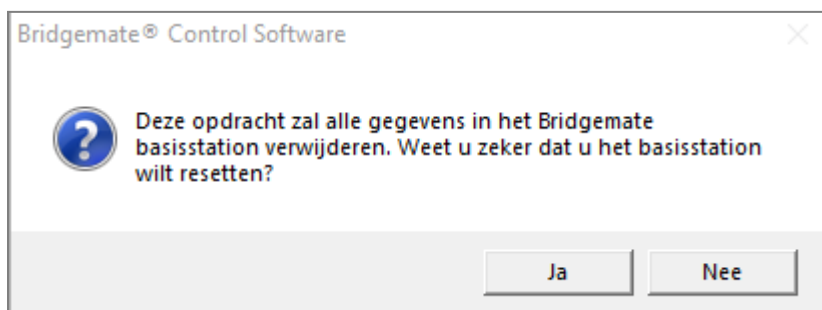 Bridgemate® Control Software
Deze opdracht zal alle gegevens in het Bridgemate
basisstation verwijderen. Weet u zeker dat u het basisstation
wilt resetten?
Ja
Nee